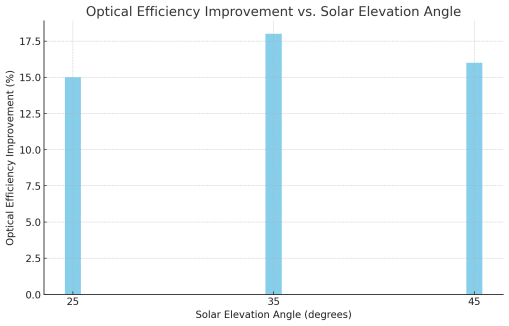 Optical Efficiency Improvement vs. Solar Elevation Angle
Optical Efficiency Improvement (%)
17.5
15.0
12.5
10.0
7.5
5.0
2.5
0.0
25 35 45
Solar Elevation Angle (degrees)